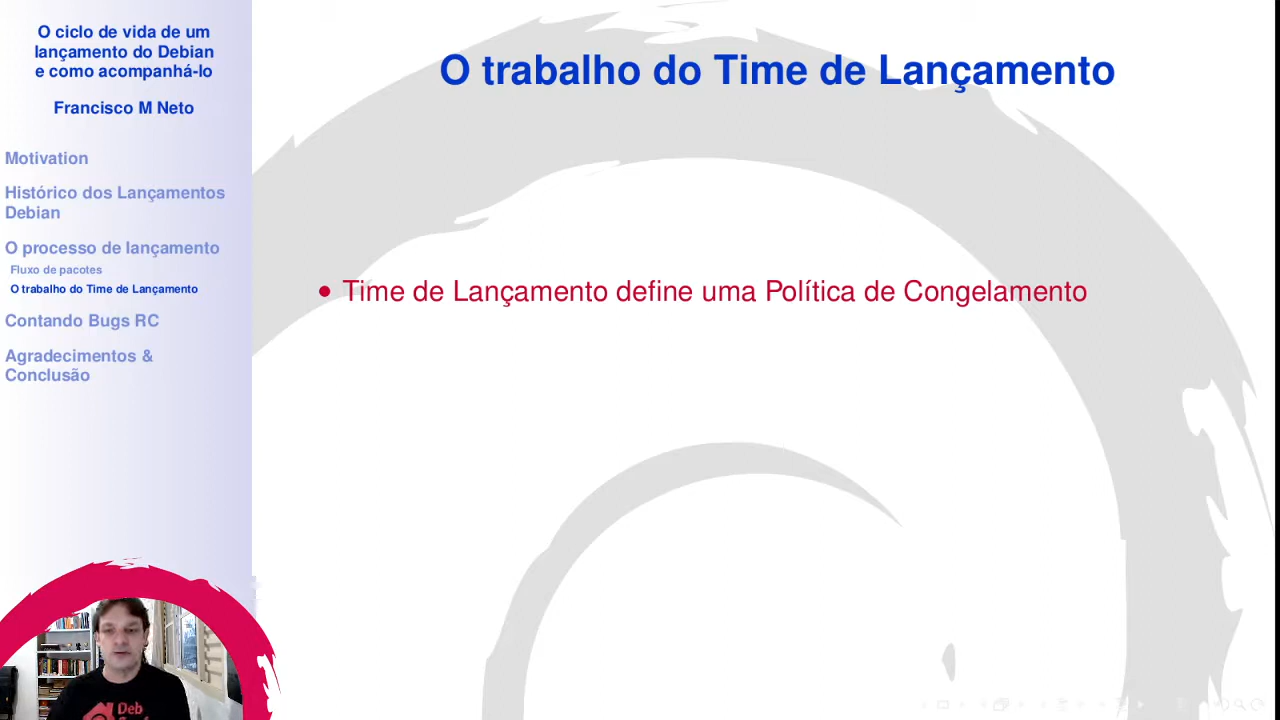 O ciclo de vida de um
lançamento do Debian
e como acompanhá-lo
Francisco M Neto
Motivation
Histórico dos Lançamentos
Debian
O processo de lançamento
Fluxo de pacotes
O trabalho do Time de Lançamento
Contando Bugs RC
Agradecimentos &
Conclusão
O trabalho do Time de Lançamento
• Time de Lançamento define uma Política de Congelamento
Deb